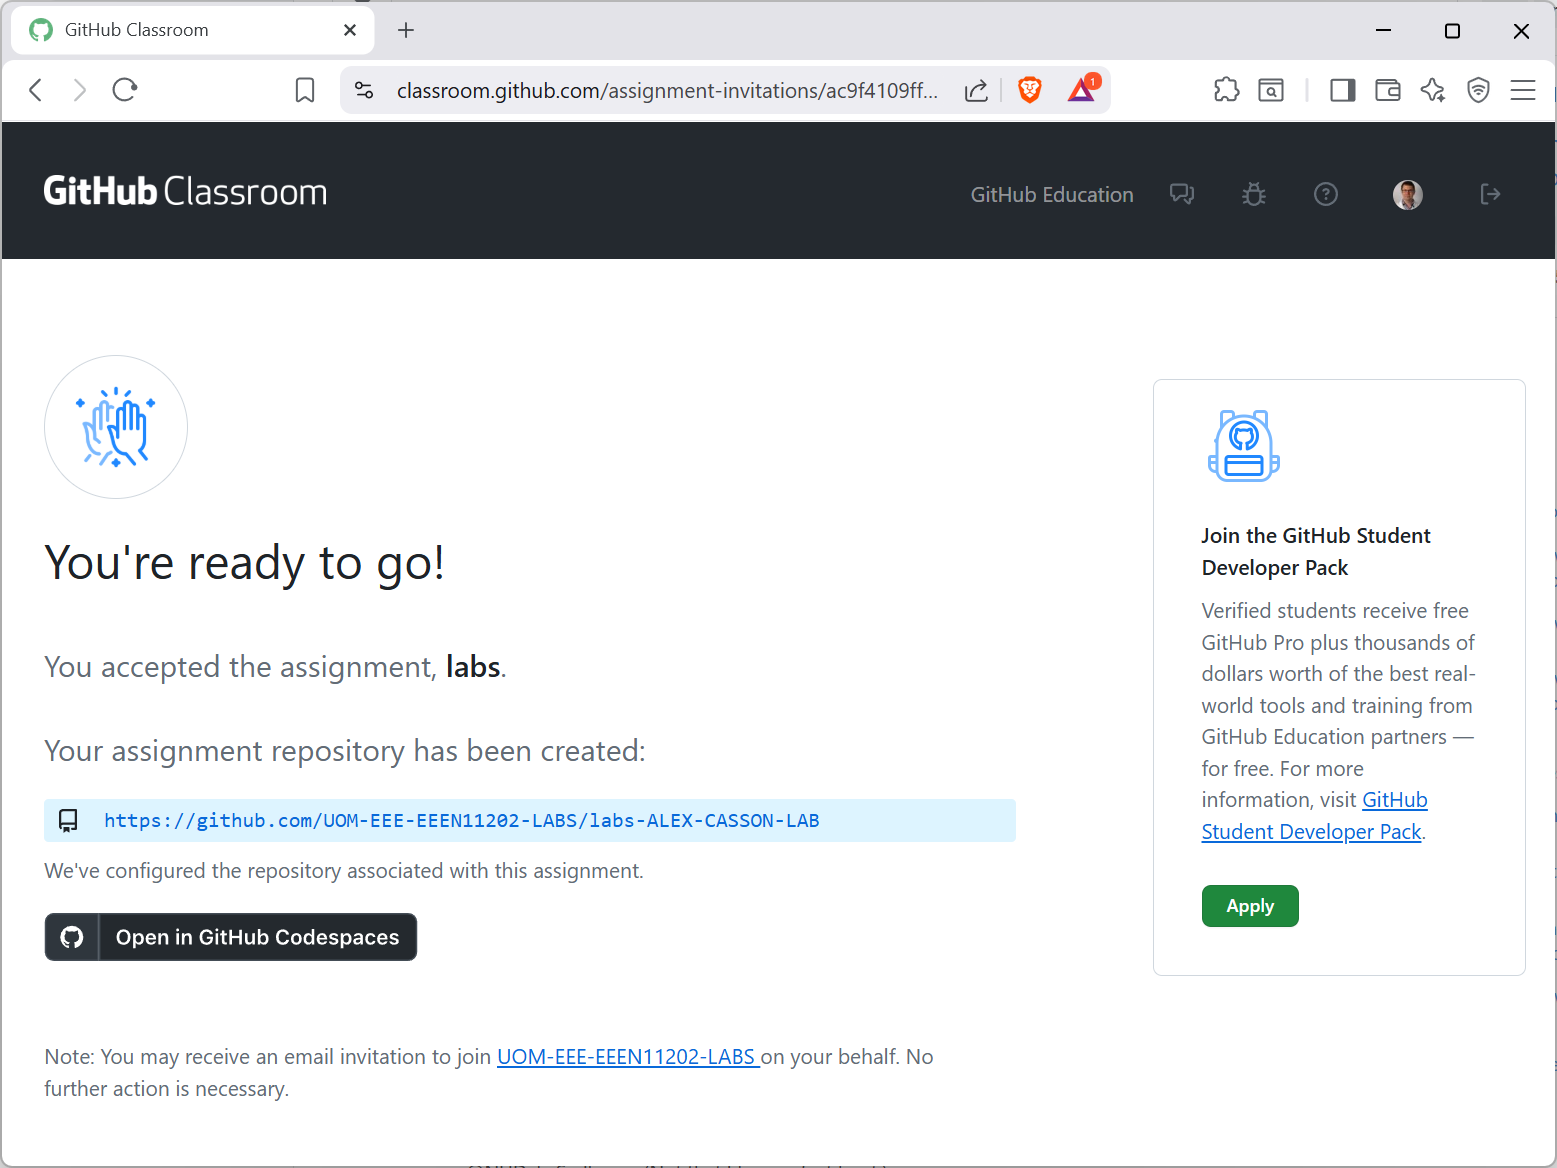 GitHub Classroom
classroom.github.com/assignment-invitations/ac9f4109ff...
1
GitHub Classroom
GitHub Education
You're ready to go!
You accepted the assignment, labs.
Your assignment repository has been created:
https://github.com/UOM-EEE-EEEN11202-LABS/labs-ALEX-CASSON-LAB
We've configured the repository associated with this assignment.
Open in GitHub Codespaces
Note: You may receive an email invitation to join UOM-EEE-EEEN11202-LABS on your behalf. No
further action is necessary.
Join the GitHub Student
Developer Pack
Verified students receive free
GitHub Pro plus thousands of
dollars worth of the best real-
world tools and training from
GitHub Education partners —
for free. For more
information, visit GitHub
Student Developer Pack.
Apply